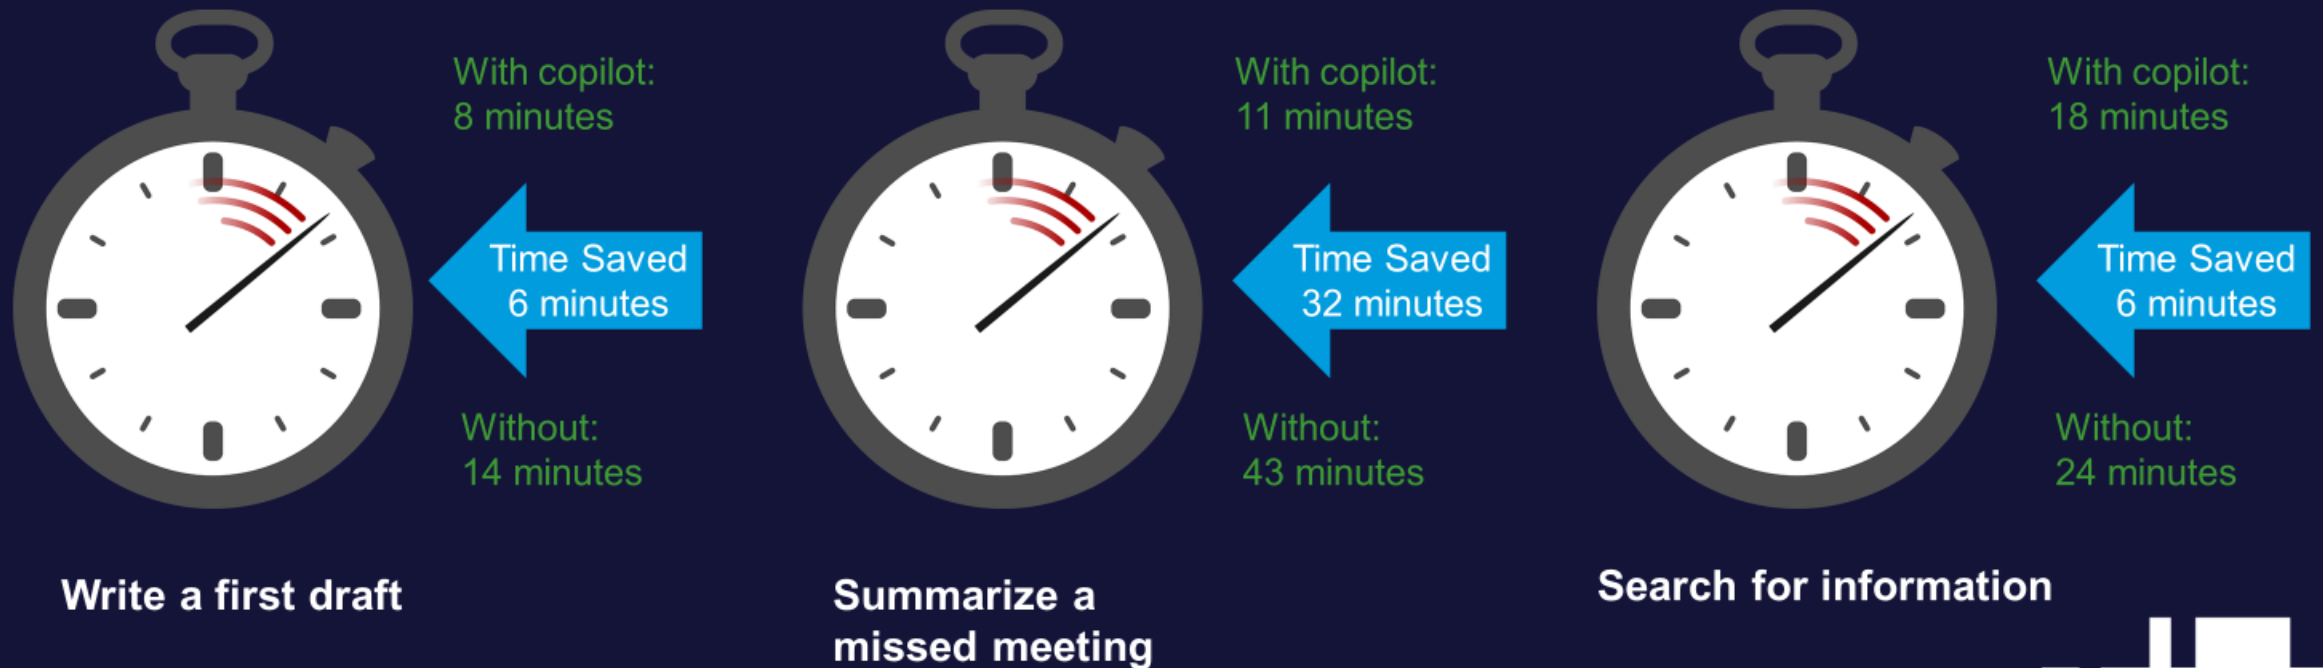 With copilot:
8 minutes
Time Saved
6 minutes
Without:
14 minutes
Write a first draft
With copilot:
11 minutes
Time Saved
32 minutes
Without:
43 minutes
Summarize a
missed meeting
With copilot:
18 minutes
Time Saved
6 minutes
Without:
24 minutes
Search for information